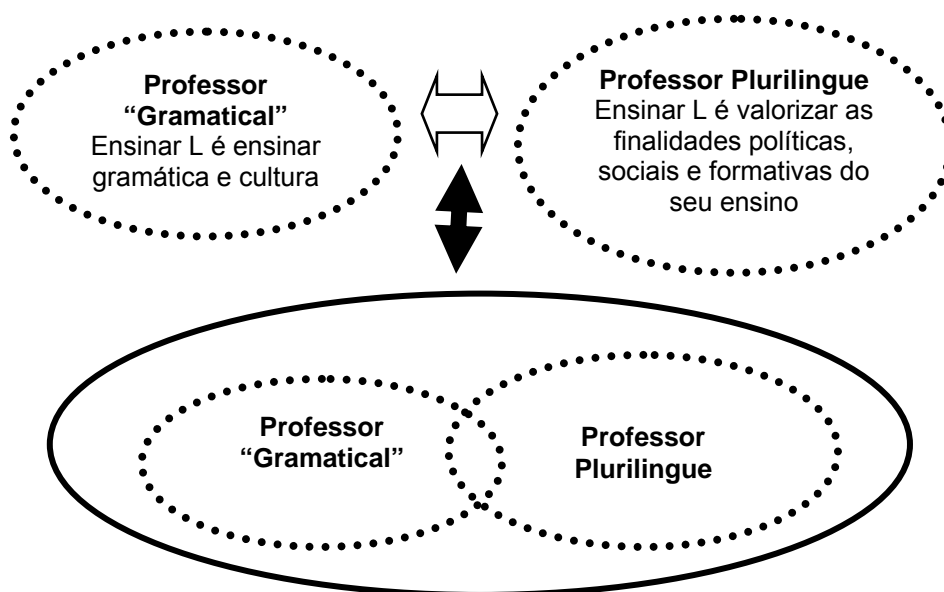 Professor
“Gramatical”
Ensinar L é ensinar
gramática e cultura
Professor Plurilingue
Ensinar L é valorizar as
finalidades políticas,
sociais e formativas do
seu ensino
Professor
“Gramatical”
Professor
Plurilingue